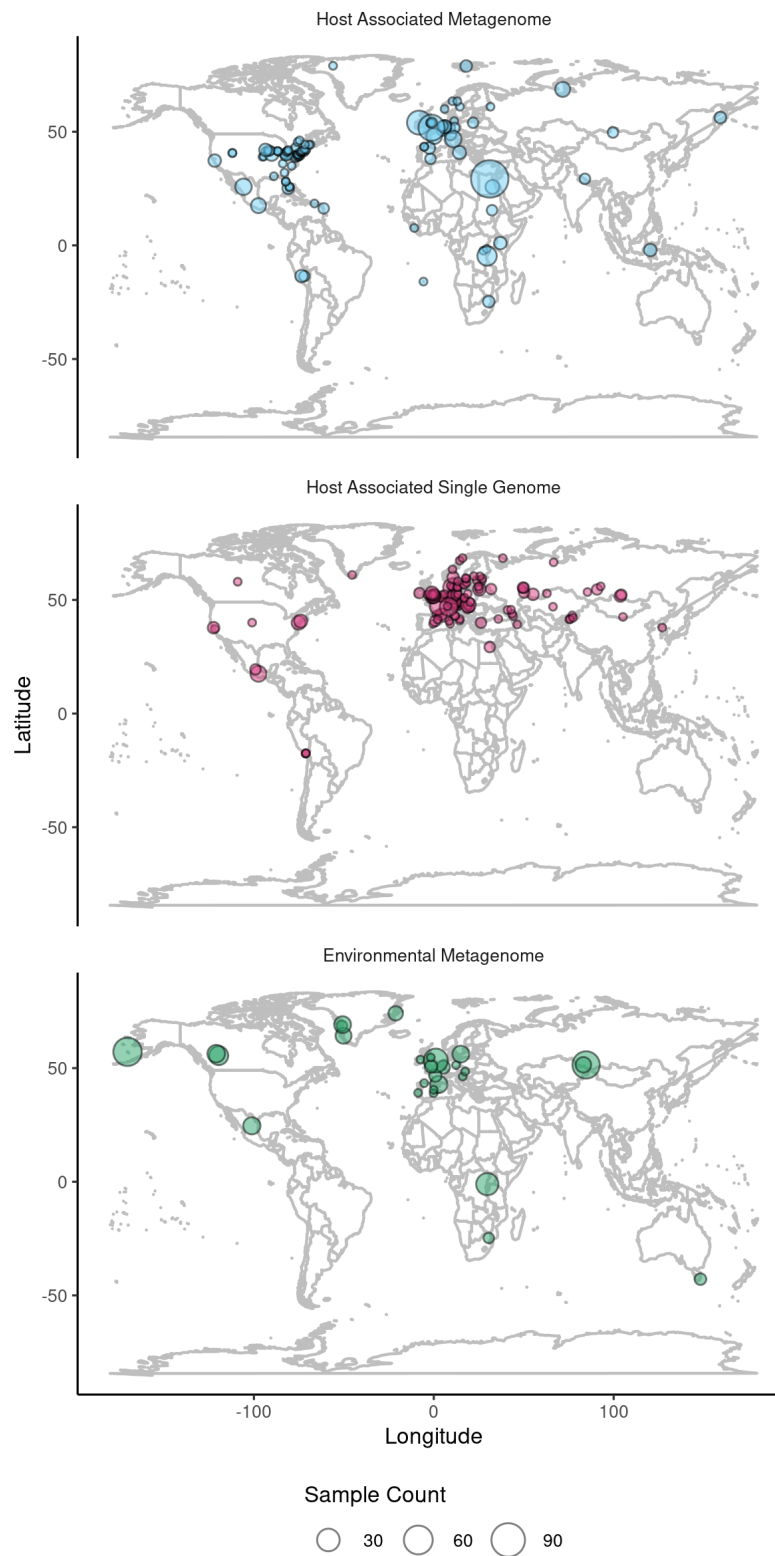 Host Associated Metagenome
50
0
-50
Host Associated Single Genome
50
0
-50
Latitude
Environmental Metagenome
50
0
-50
-100 0 100
Longitude
Sample Count
30 60 90